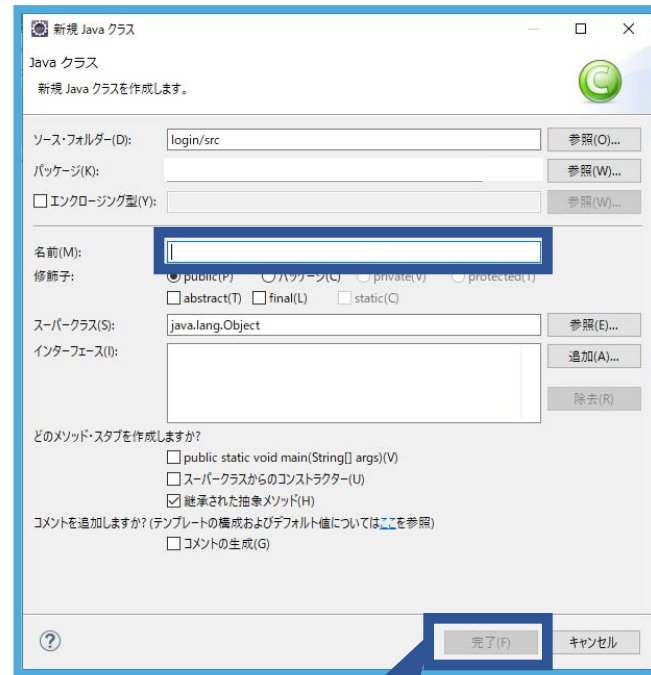 新規 Java クラス
Java クラス
新規 Java クラスを作成します。
ソース・フォルダー(D): login/src 参照(O)...
パッケージ(K): 参照(W)...
エンクロージング型(Y): 参照(W)...
名前(M):
修飾子: public(P) パッケージ(C) private(V) protected(T)
abstract(T) final(L) static(C)
スーパークラス(S): java.lang.Object 参照(E)...
インターフェース(I): 追加(A)...
除去(R)
どのメソッド・スタブを作成しますか?
public static void main(String[] args)(V)
スーパークラスからのコンストラクター(U)
継承された抽象メソッド(H)
コメントを追加しますか? (テンプレートの構成およびデフォルト値についてはここを参照)
コメントの生成(G)
完了(F) キャンセル